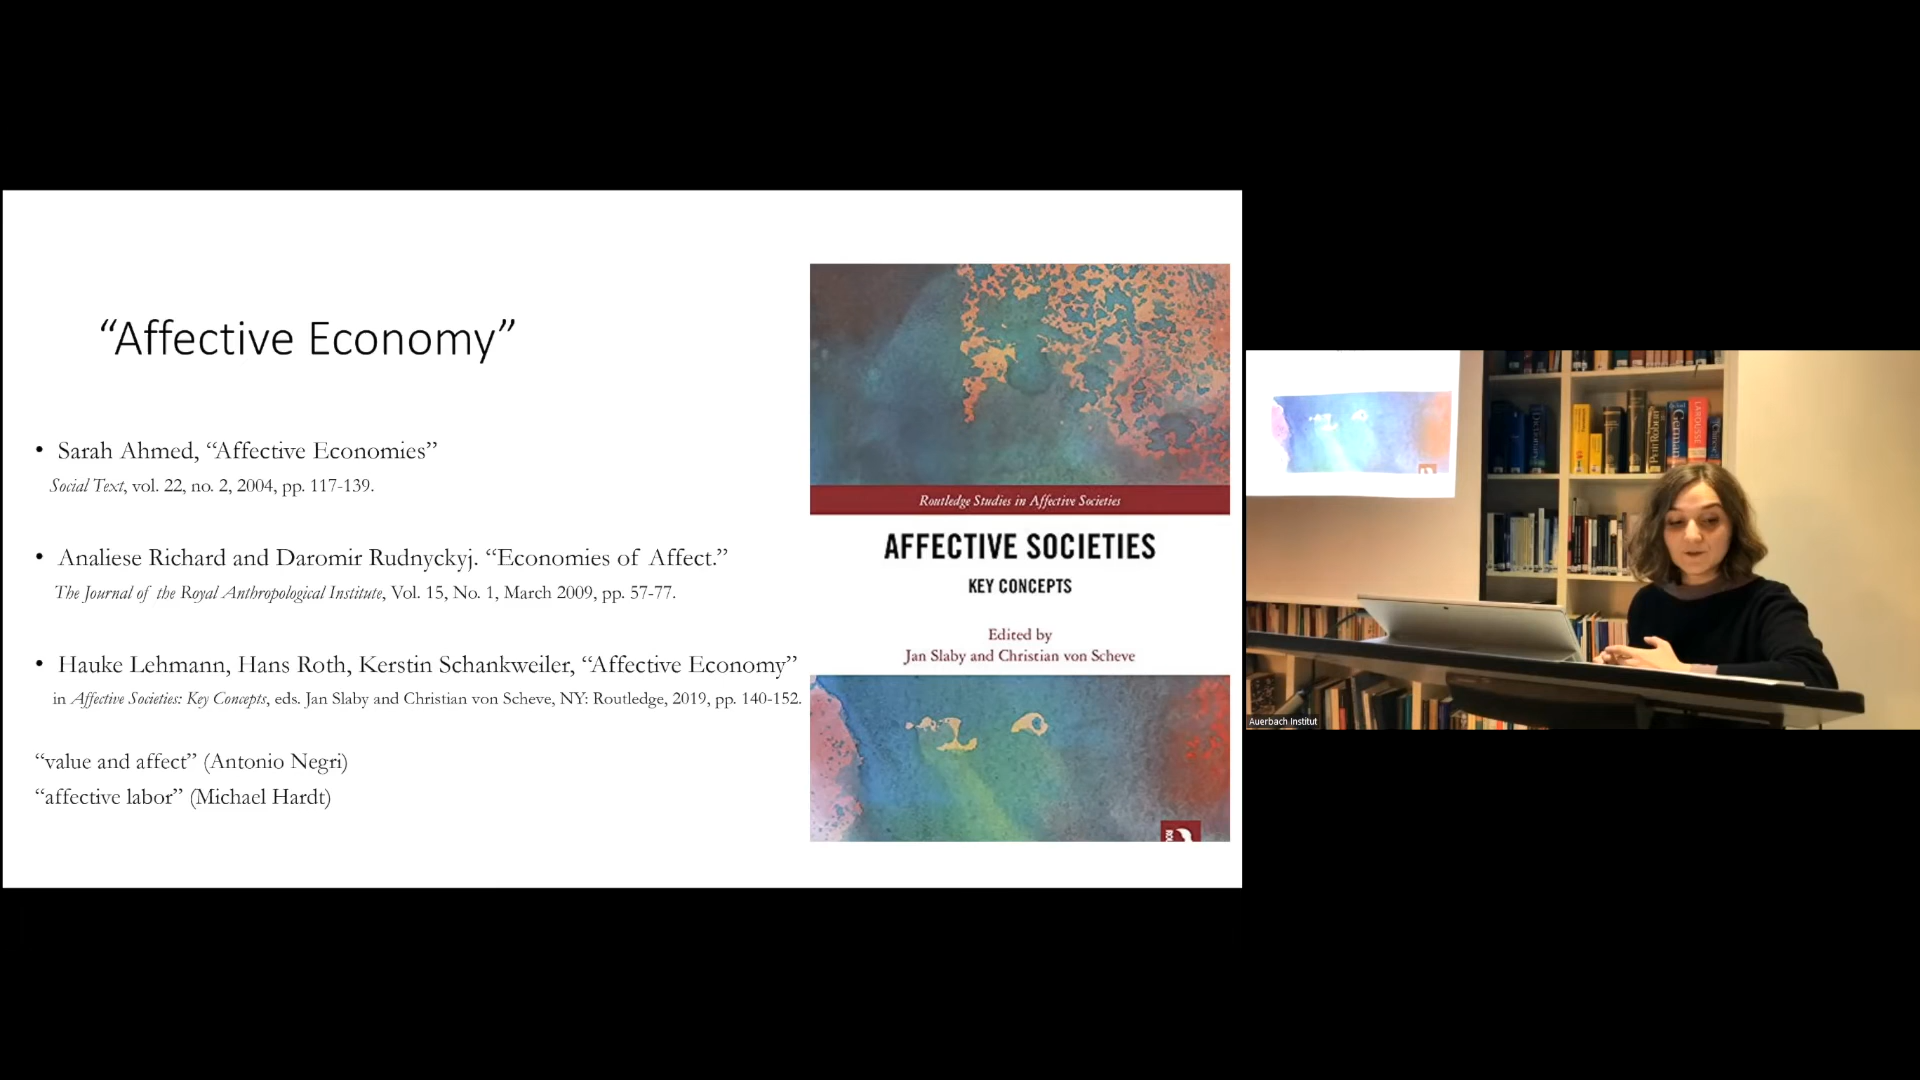 “Affective Economy”
• Sarah Ahmed, “Affective Economies”
Social Text, vol. 22, no. 2, 2004, pp. 117-139.
• Analiese Richard and Daromir Rudnyckyj. “Economies of Affect.”
The Journal of the Royal Anthropological Institute, Vol. 15, No. 1, March 2009, pp. 57-77.
• Hauke Lehmann, Hans Roth, Kerstin Schankweiler, “Affective Economy”
in Affective Societies: Key Concepts, eds. Jan Slaby and Christian von Scheve, NY: Routledge, 2019, pp. 140-152.
“value and affect” (Antonio Negri)
“affective labor” (Michael Hardt)
Routledge Studies in Affective Societies
AFFECTIVE SOCIETIES
KEY CONCEPTS
Edited by
Jan Slaby and Christian von Scheve
German
LAROUSSE
Auerbach Institut